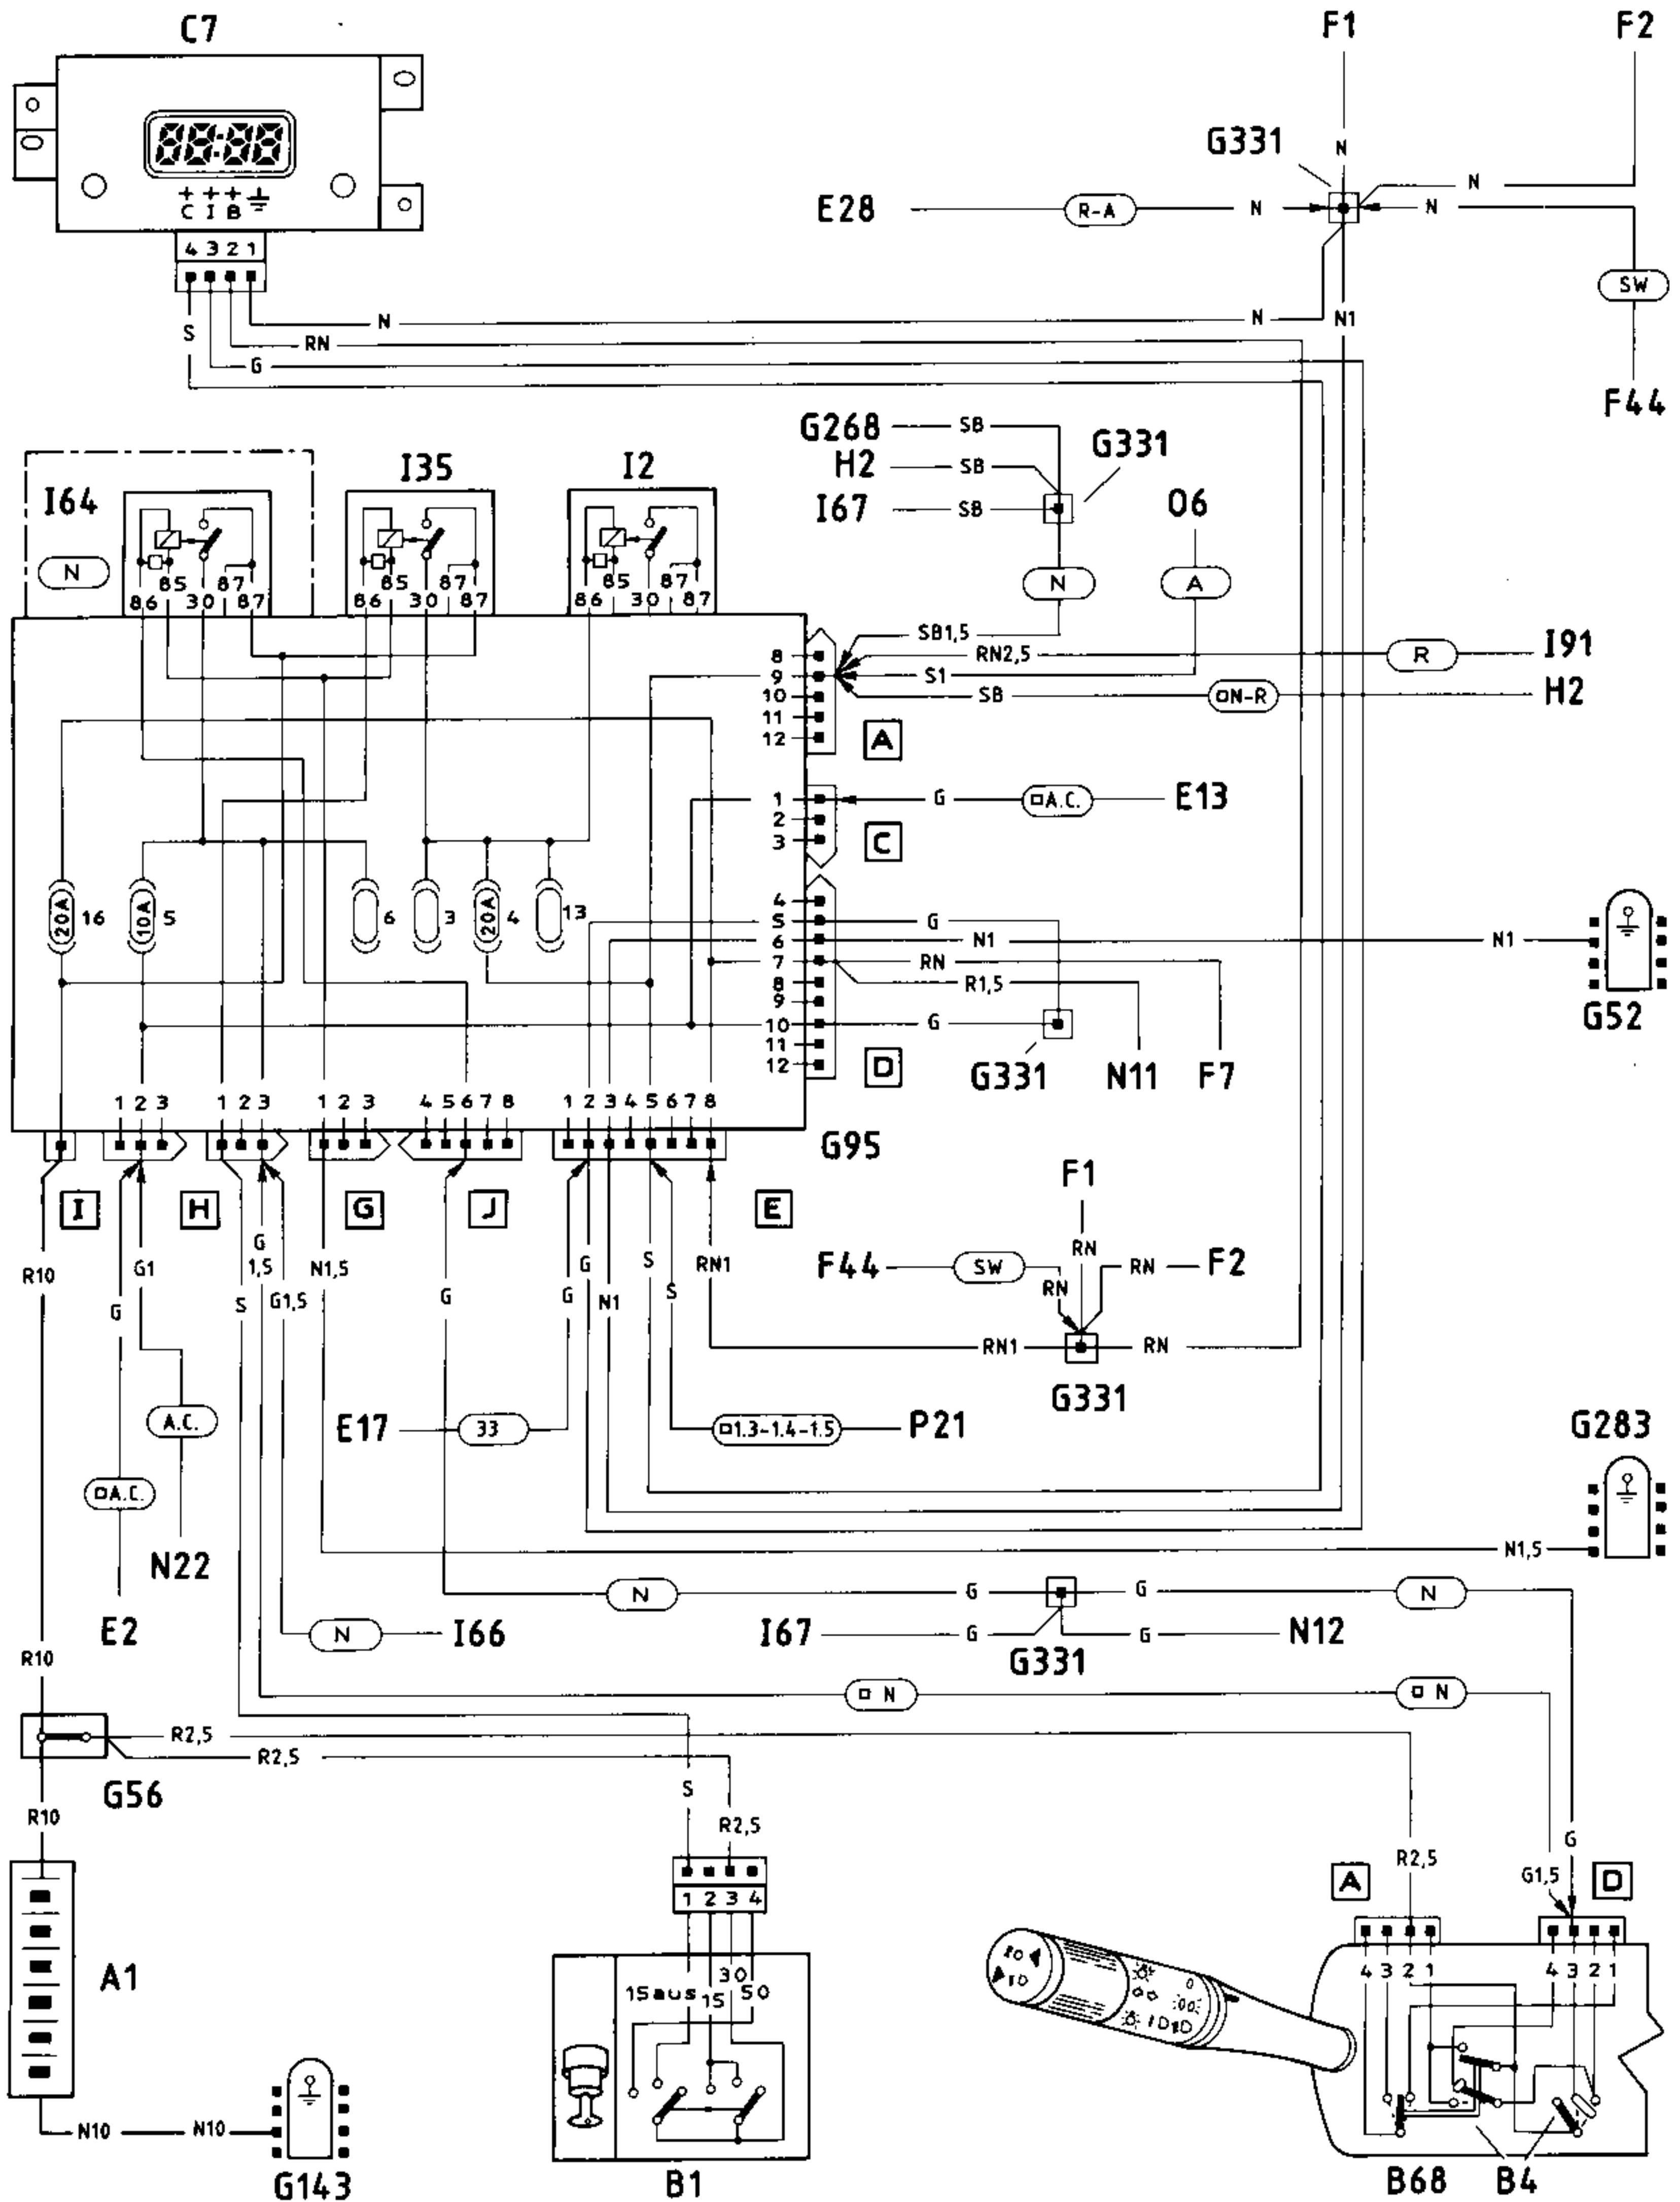 C7
F1
F2
G331
N
88:88
+ + +
C I B
E28
R-A
N
N
N
4 3 2 1
SW
S
N
N
N1
RN
G
F44
G268
SB
G331
I35
I2
H2
SB
I64
I67
SB
O6
N
N
A
85 87
86 30 87
85 87
86 30 87
85 87
86 30 87
SB1,5
8
RN2,5
R
I91
9
S1
10
SB
□N-R
H2
11
12
A
1
G
□A.C.
E13
2
3
C
4
20A 16
10A 5
6
3
20A 4
13
5
G
6
N1
N1
7
RN
8
R1,5
9
G52
10
G
11
12
D
G331
N11
F7
1 2 3
1 2 3
1 2 3
4 5 6 7 8
1 2 3 4 5 6 7 8
G95
I
H
G
J
E
F1
R10
G1
G
1,5
N1,5
G
S
RN1
F44
SW
RN
RN
RN
F2
G
S
G1,5
G
G
N1
S
RN1
RN
G331
A.C.
E17
33
□1.3-1.4-1.5
P21
G283
□A.C.
N22
N1,5
E2
N
G
G
N
N
I66
I67
G
G
N12
G331
R10
□ N
□ N
R2,5
R2,5
G56
S
R10
R2,5
G
R2,5
A
G1,5
D
1 2 3 4
A1
30
15aus 15 50
4 3 2 1
4 3 2 1
N10
N10
G143
B1
B68
B4